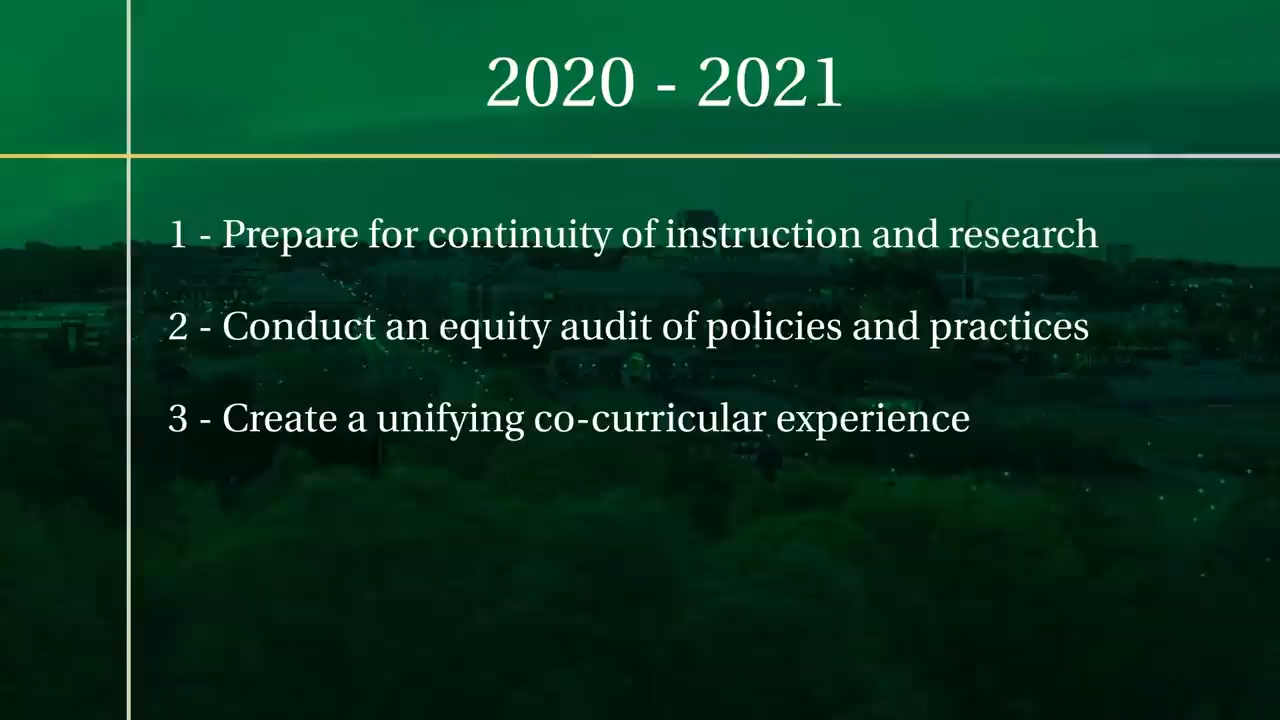 2020 - 2021
1 - Prepare for continuity of instruction and research
2 - Conduct an equity audit of policies and practices
3 - Create a unifying co-curricular experience